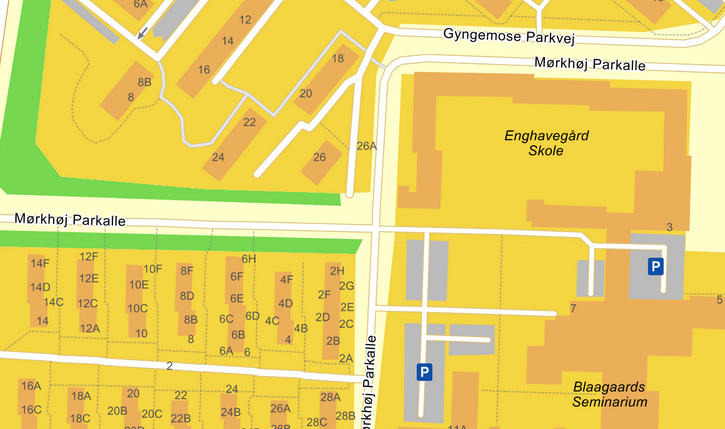 6A
12
14
16
18
20
8B
8
22
24
26
26A
Gyngemose Parkvej
Mørkhøj Parkalle
Enghavegård
Skole
3
P
5
7
Mørkhøj Parkalle
14F
14D
14C
14
12F
12E
12C
12A
10F
10E
10C
10
8F
8D
8B
8
6H
6F
6E
6C
6D
6B
6A
6
4F
4D
4C
4B
4
2H
2G
2F
2E
2D
2C
2B
2A
2
rkhøj Parkalle
P
Blaagaards
Seminarium
16A
16C
18A
18C
20
20B
20C
22
22B
24
24B
26A
26B
28A
28B
28C
11A